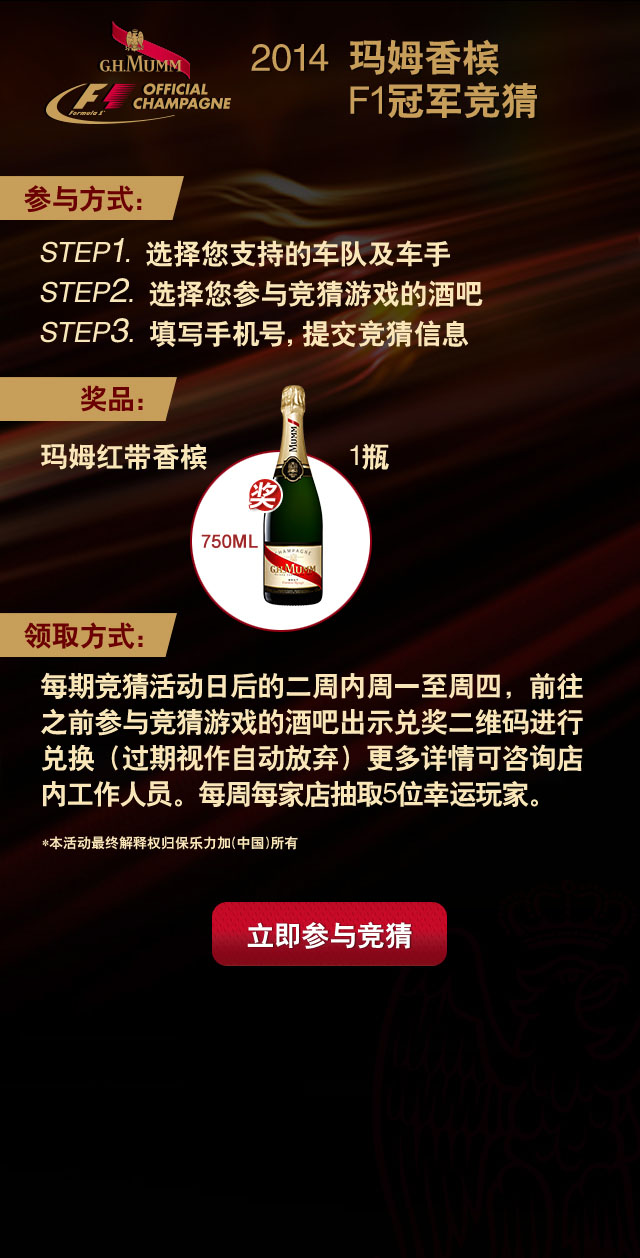 G.H.MUMM
F1 OFFICIAL
Formula 1 CHAMPAGNE
2014 玛姆香槟
F1冠军竞猜
参与方式：
STEP1. 选择您支持的车队及车手
STEP2. 选择您参与竞猜游戏的酒吧
STEP3. 填写手机号, 提交竞猜信息
奖品：
玛姆红带香槟
1瓶
MUMM
奖
750ML
CHAMPAGNE
G.H.MUMM
BRUT
领取方式：
每期竞猜活动日后的二周内周一至周四，前往
之前参与竞猜游戏的酒吧出示兑奖二维码进行
兑换（过期视作自动放弃）更多详情可咨询店
内工作人员。每周每家店抽取5位幸运玩家。
*本活动最终解释权归保乐力加(中国)所有
立即参与竞猜